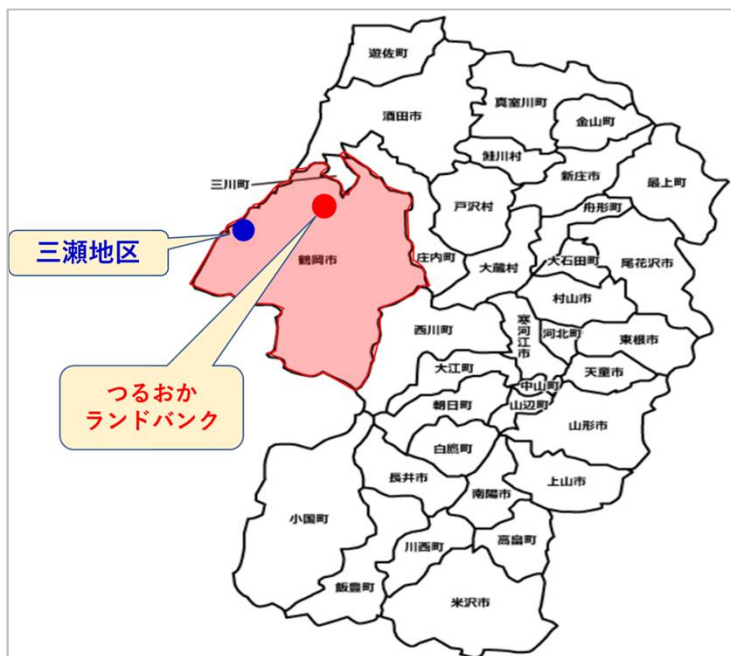 遊佐町
真室川町
酒田市
金山町
鮭川村
三川町
新庄市
最上町
戸沢村
舟形町
三瀬地区
鶴岡市
庄内町
大蔵村
大石田町
尾花沢市
村山市
寒河江市
西川町
河北町
東根市
大江町
天童市
中山町
つるおか
ランドバンク
朝日町
山辺町
山形市
白鷹町
長井市
上山市
南陽市
小国町
川西町
高畠町
飯豊町
米沢市